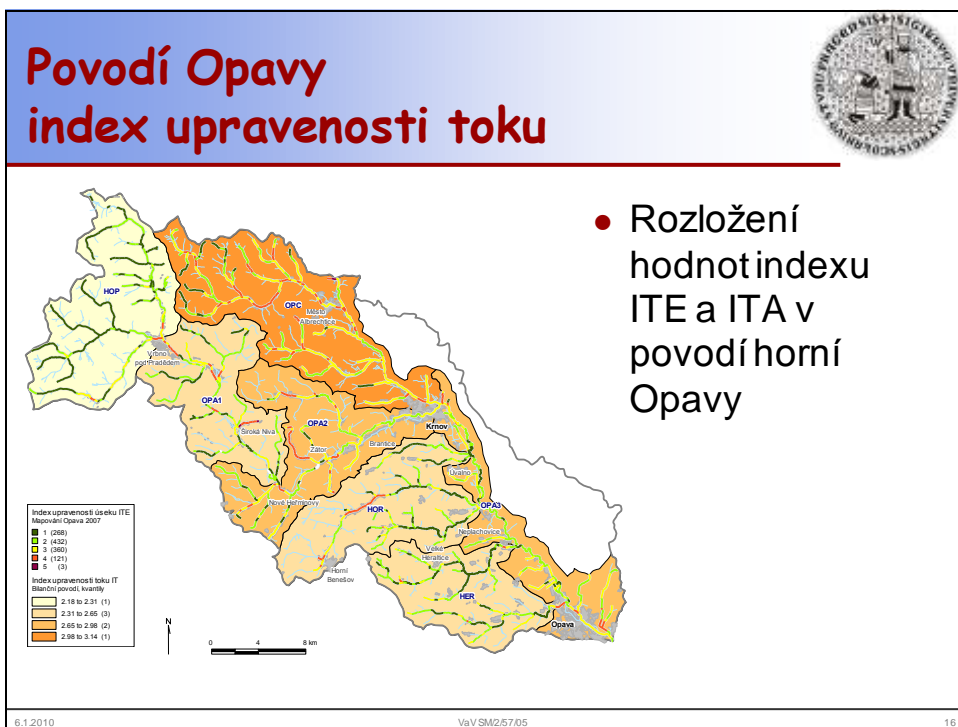 Povodí Opavy
index upravenosti toku
Rozložení
hodnot indexu
ITE a ITA v
povodí horní
Opavy
HOP
OPC
Město
Albrechtice
Vrbno
pod Pradědem
OPA1
OPA2
Široká Niva
Zátor
Brantice
Krnov
Úvalno
Nové Heřminovy
HOR
OPA3
Neplachovice
Velké
Heraltice
Horní
Benešov
HER
Opava
Index upravenosti úseku ITE
Mapování Opava 2007
1 (268)
2 (432)
3 (360)
4 (121)
5 (3)
Index upravenosti toku IT
Bilanční povodí, kvantily
2.18 to 2.31 (1)
2.31 to 2.65 (3)
2.65 to 2.98 (2)
2.98 to 3.14 (1)
N
0 4 8 km
6.1.2010 VaV SM/2/57/05 16